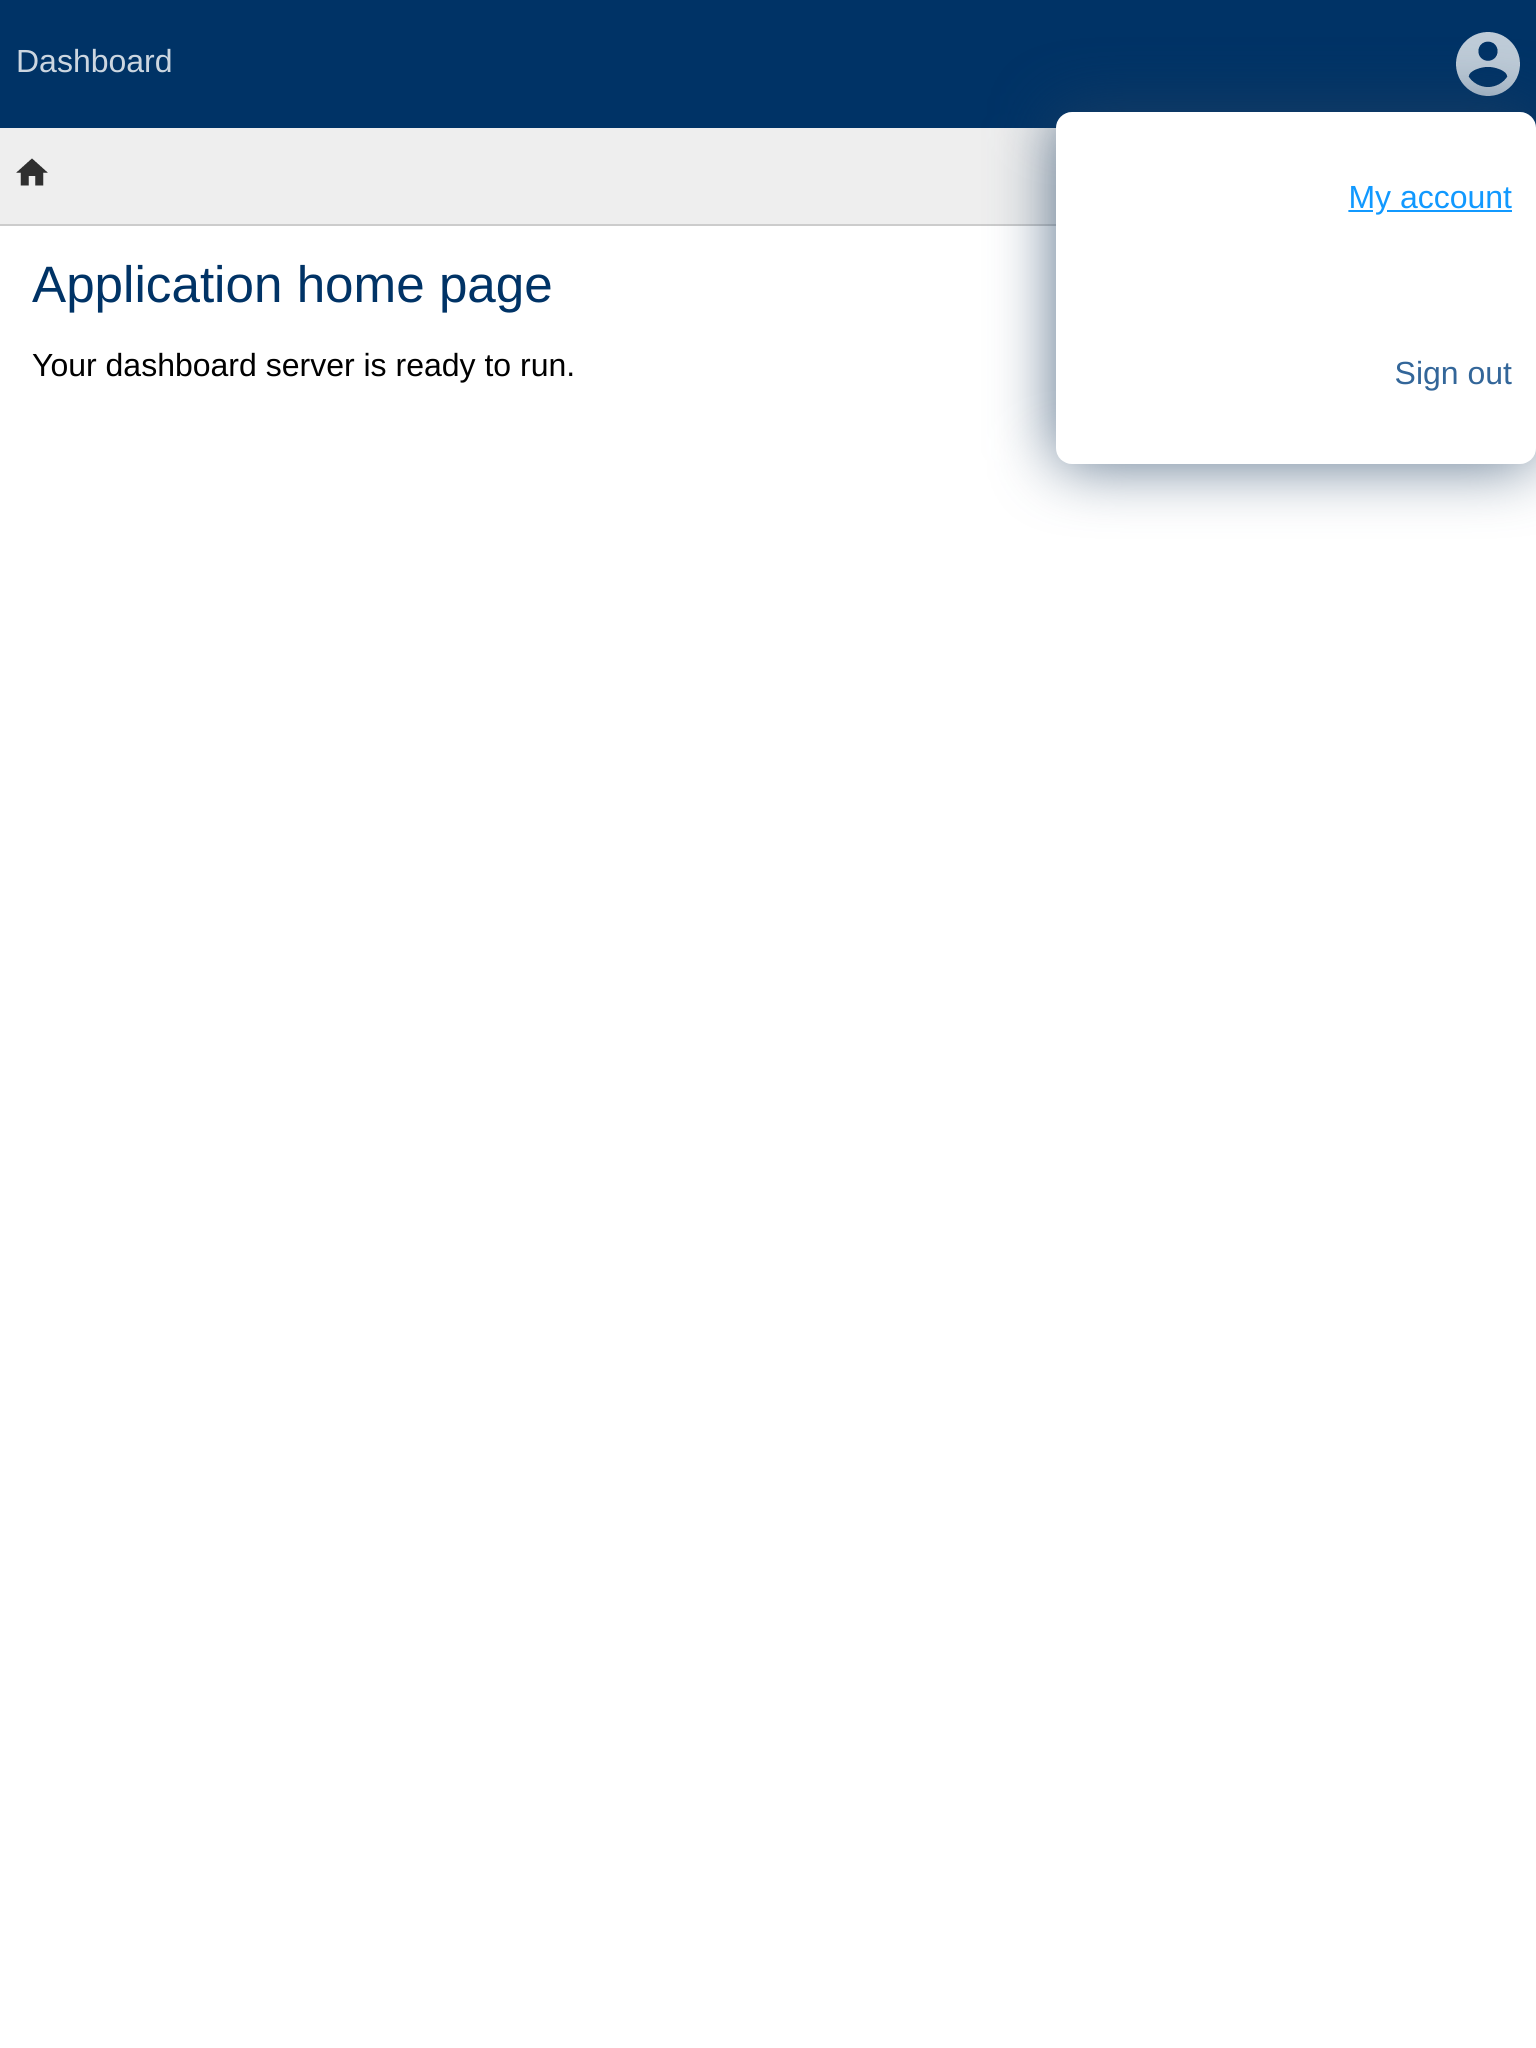 Dashboard
My account
Application home page
Your dashboard server is ready to run.
Sign out